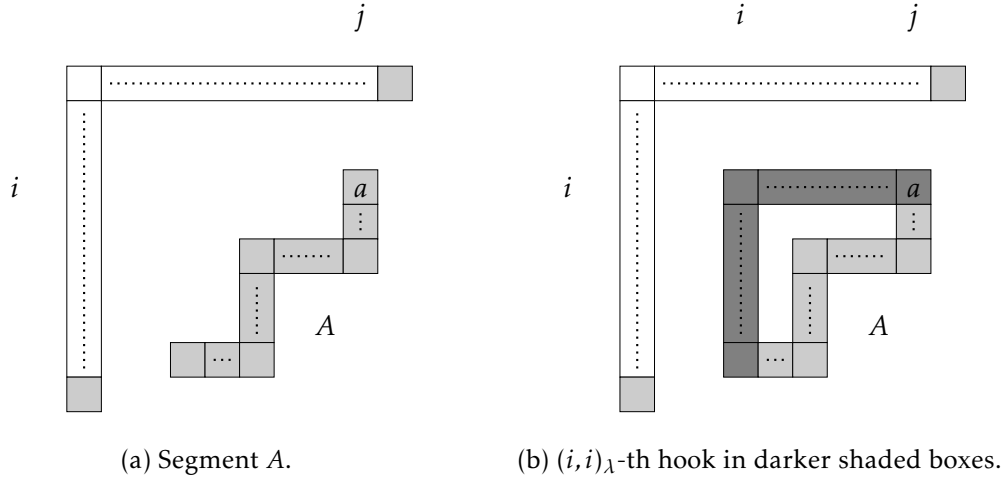 j i j
i a i a
A A
(a) Segment A. (b) (i, i)λ-th hook in darker shaded boxes.